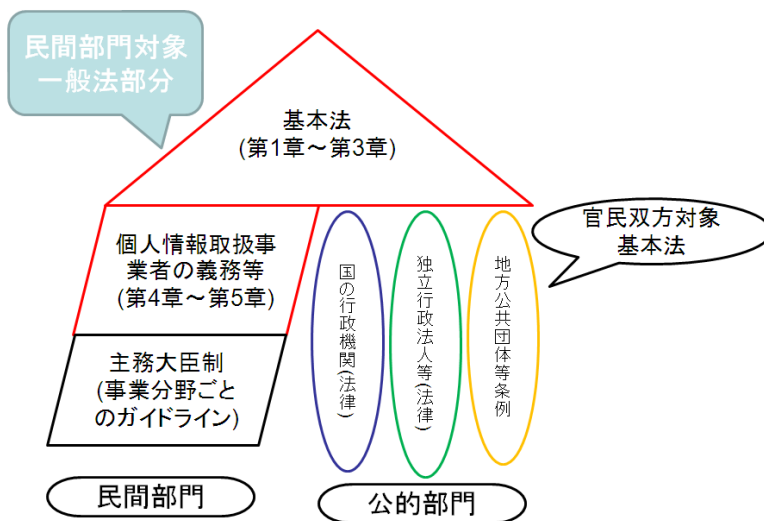 民間部門対象
一般法部分
基本法
(第1章～第3章)
官民双方対象
基本法
個人情報取扱事
業者の義務等
(第4章～第5章)
国の行政機関(法律)
独立行政法人等(法律)
地方公共団体等条例
主務大臣制
(事業分野ごと
のガイドライン)
民間部門
公的部門